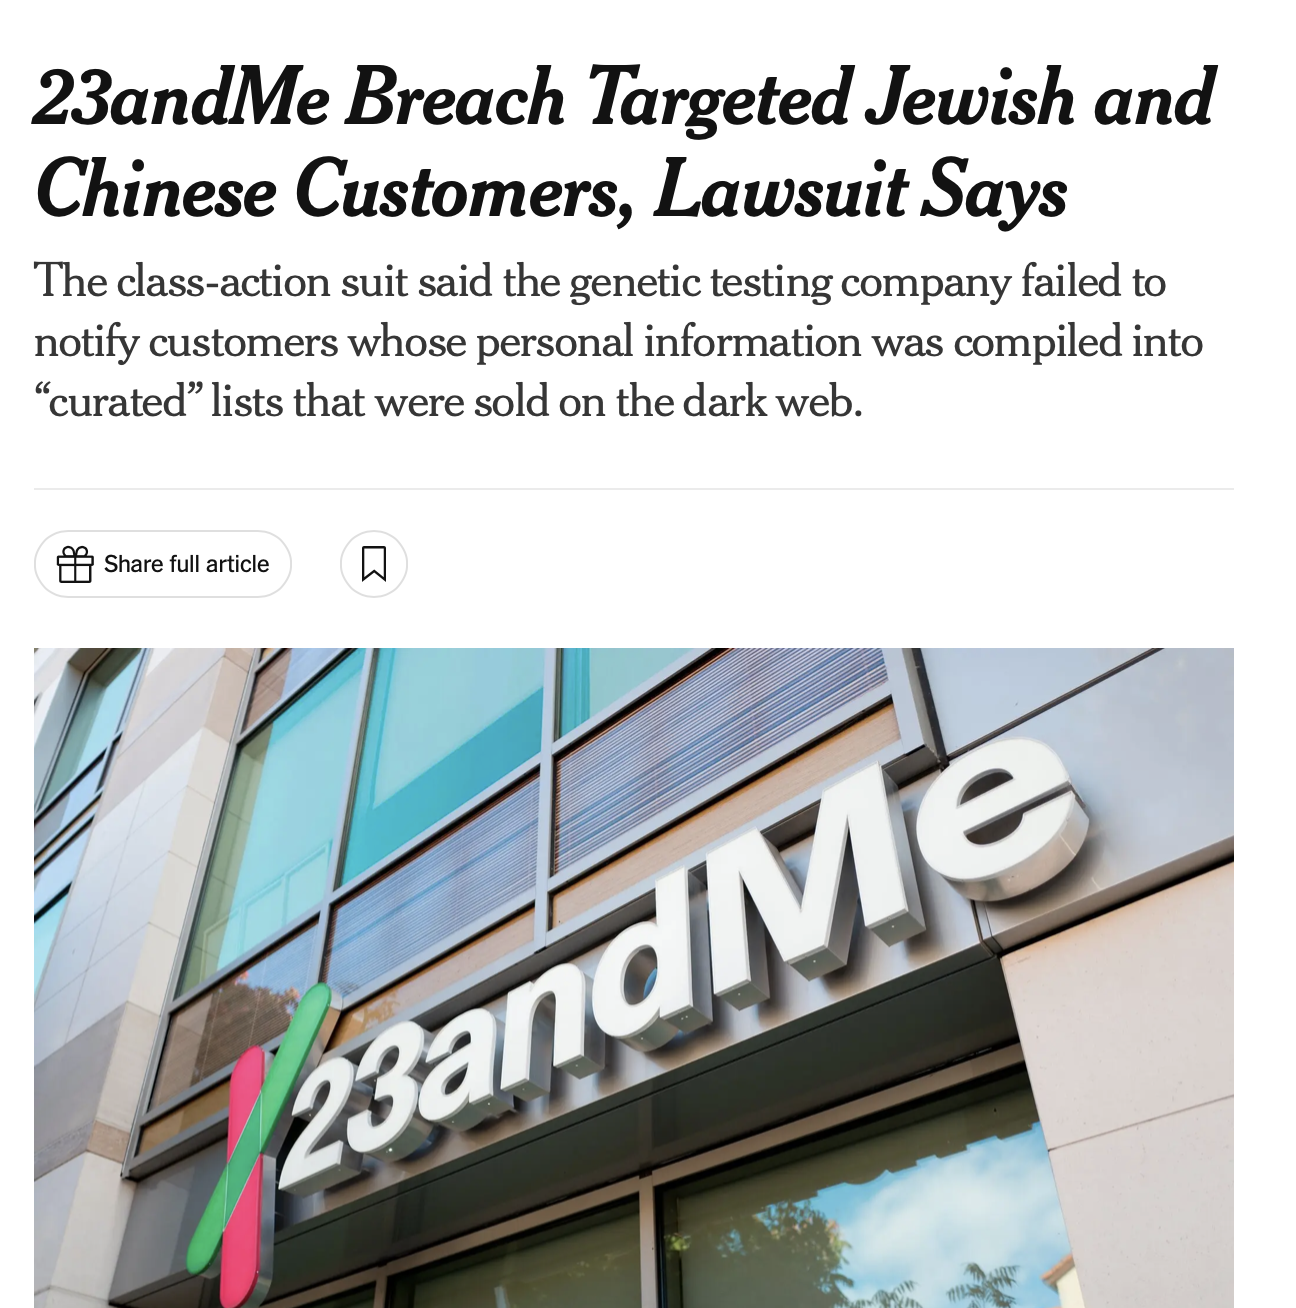 23andMe Breach Targeted Jewish and
Chinese Customers, Lawsuit Says
The class-action suit said the genetic testing company failed to
notify customers whose personal information was compiled into
“curated” lists that were sold on the dark web.
Share full article
23andMe